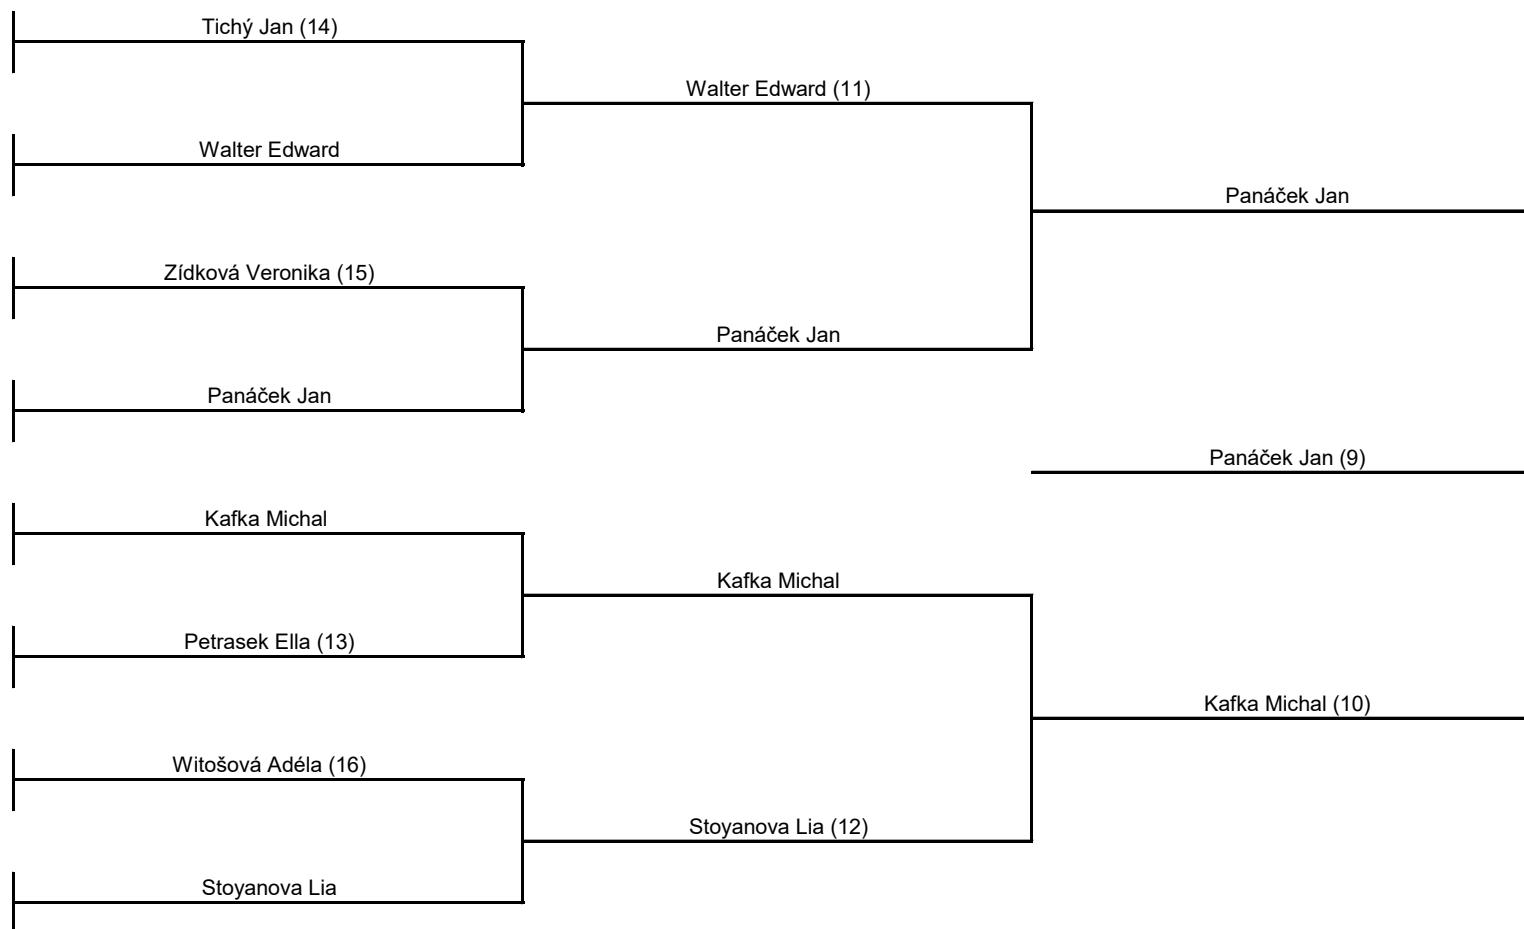 Tichý Jan (14)
Walter Edward (11)
Walter Edward
Panáček Jan
Zídková Veronika (15)
Panáček Jan
Panáček Jan
Panáček Jan (9)
Kafka Michal
Kafka Michal
Petrasek Ella (13)
Kafka Michal (10)
Witošová Adéla (16)
Stoyanova Lia (12)
Stoyanova Lia